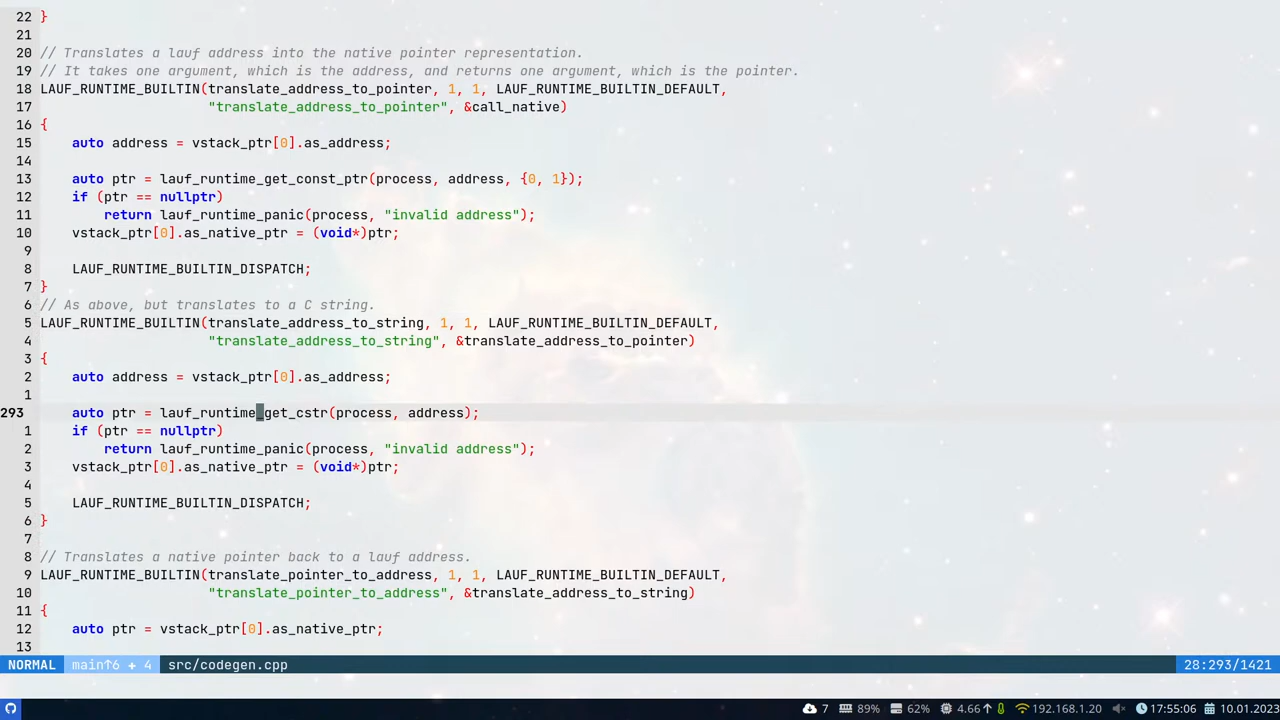 22 }
21
20 // Translates a lauf address into the native pointer representation.
19 // It takes one argument, which is the address, and returns one argument, which is the pointer.
18 LAUF_RUNTIME_BUILTIN(translate_address_to_pointer, 1, 1, LAUF_RUNTIME_BUILTIN_DEFAULT,
17                      "translate_address_to_pointer", &call_native)
16 {
15     auto address = vstack_ptr[0].as_address;
14
13     auto ptr = lauf_runtime_get_const_ptr(process, address, {0, 1});
12     if (ptr == nullptr)
11         return lauf_runtime_panic(process, "invalid address");
10     vstack_ptr[0].as_native_ptr = (void*)ptr;
9
8     LAUF_RUNTIME_BUILTIN_DISPATCH;
7 }
6 // As above, but translates to a C string.
5 LAUF_RUNTIME_BUILTIN(translate_address_to_string, 1, 1, LAUF_RUNTIME_BUILTIN_DEFAULT,
4                      "translate_address_to_string", &translate_address_to_pointer)
3 {
2     auto address = vstack_ptr[0].as_address;
1
293     auto ptr = lauf_runtime_get_cstr(process, address);
1     if (ptr == nullptr)
2         return lauf_runtime_panic(process, "invalid address");
3     vstack_ptr[0].as_native_ptr = (void*)ptr;
4
5     LAUF_RUNTIME_BUILTIN_DISPATCH;
6 }
7
8 // Translates a native pointer back to a lauf address.
9 LAUF_RUNTIME_BUILTIN(translate_pointer_to_address, 1, 1, LAUF_RUNTIME_BUILTIN_DEFAULT,
10                      "translate_pointer_to_address", &translate_address_to_string)
11 {
12     auto ptr = vstack_ptr[0].as_native_ptr;
13
NORMAL main↑6 + 4 src/codegen.cpp 28:293/1421
7 89% 62% 4.66↑ 192.168.1.20 17:55:06 10.01.2023